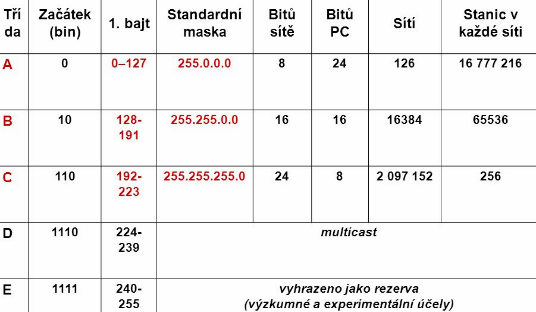 Tří da Začátek (bin) 1. bajt Standardní maska Bitů sítě Bitů PC Sítí Stanic v každé síti
A 0 0–127 255.0.0.0 8 24 126 16 777 216
B 10 128-191 255.255.0.0 16 16 16384 65536
C 110 192-223 255.255.255.0 24 8 2 097 152 256
D 1110 224-239 multicast
E 1111 240-255 vyhrazeno jako rezerva (výzkumné a experimentální účely)